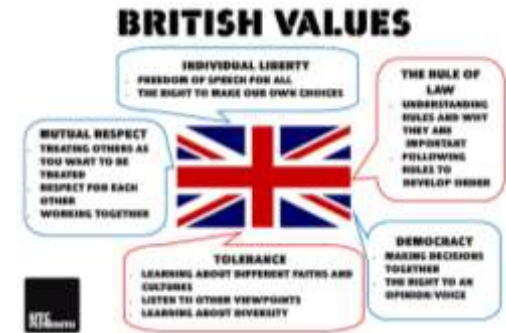 BRITISH VALUES
INDIVIDUAL LIBERTY
FREEDOM OF SPEECH FOR ALL
THE RIGHT TO MAKE OUR OWN CHOICES
THE RULE OF
LAW
UNDERSTANDING
RULES AND WHY
THEY ARE
IMPORTANT
FOLLOWING
RULES TO
DEVELOP ORDER
MUTUAL RESPECT
TREATING OTHERS AS
YOU WANT TO BE
TREATED
RESPECT FOR EACH
OTHER
WORKING TOGETHER
TOLERANCE
LEARNING ABOUT DIFFERENT FAITHS AND
CULTURES
LISTEN TO OTHER VIEWPOINTS
LEARNING ABOUT DIVERSITY
DEMOCRACY
MAKING DECISIONS
TOGETHER
THE RIGHT TO AN
OPINION/VOICE